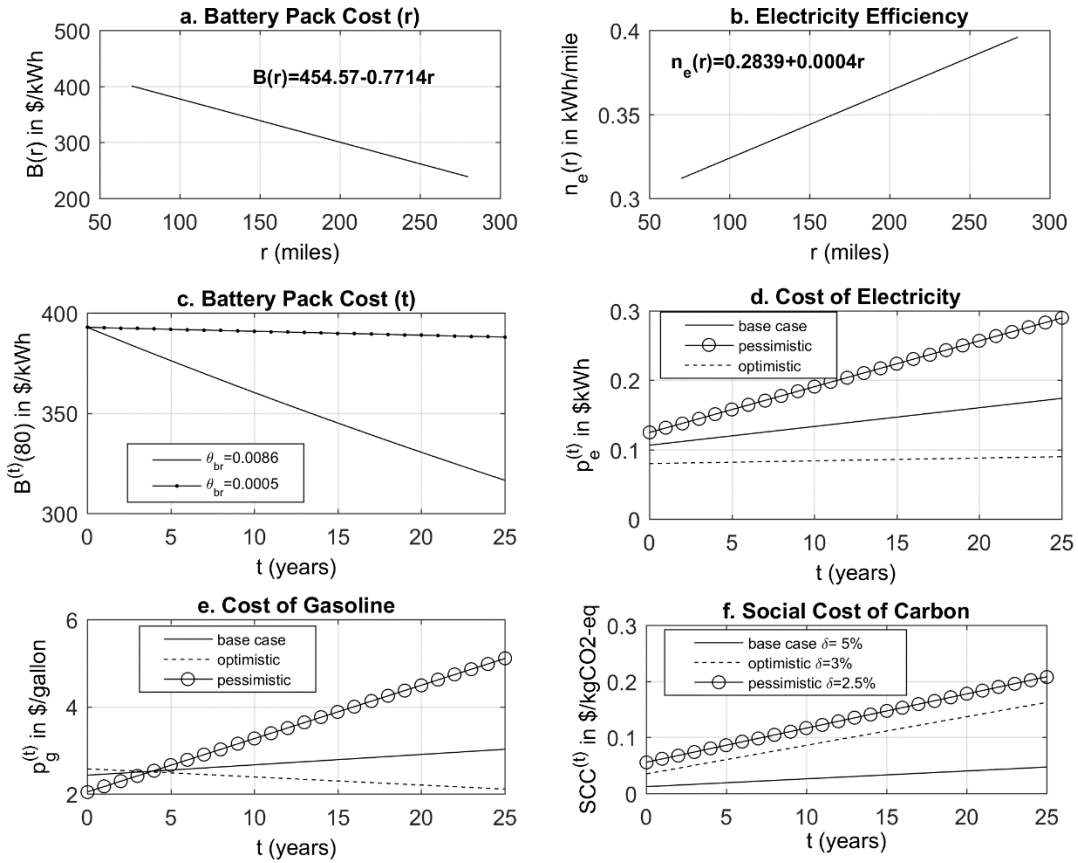 a. Battery Pack Cost (r)
B(r) in $/kWh
500
400
300
200
B(r)=454.57-0.7714r
50 100 150 200 250 300
r (miles)
b. Electricity Efficiency
n_e(r) in kWh/mile
0.4
0.35
0.3
n_e(r)=0.2839+0.0004r
50 100 150 200 250 300
r (miles)
c. Battery Pack Cost (t)
B^(t)(80) in $/kWh
400
350
300
θ_br=0.0086
θ_br=0.0005
0 5 10 15 20 25
t (years)
d. Cost of Electricity
p_e^(t) in $kWh
0.3
0.2
0.1
0
base case
pessimistic
optimistic
0 5 10 15 20 25
t (years)
e. Cost of Gasoline
p_g^(t) in $/gallon
6
4
2
base case
optimistic
pessimistic
0 5 10 15 20 25
t (years)
f. Social Cost of Carbon
SCC^(t) in $/kgCO2-eq
0.3
0.2
0.1
0
base case δ= 5%
optimistic δ=3%
pessimistic δ=2.5%
0 5 10 15 20 25
t (years)